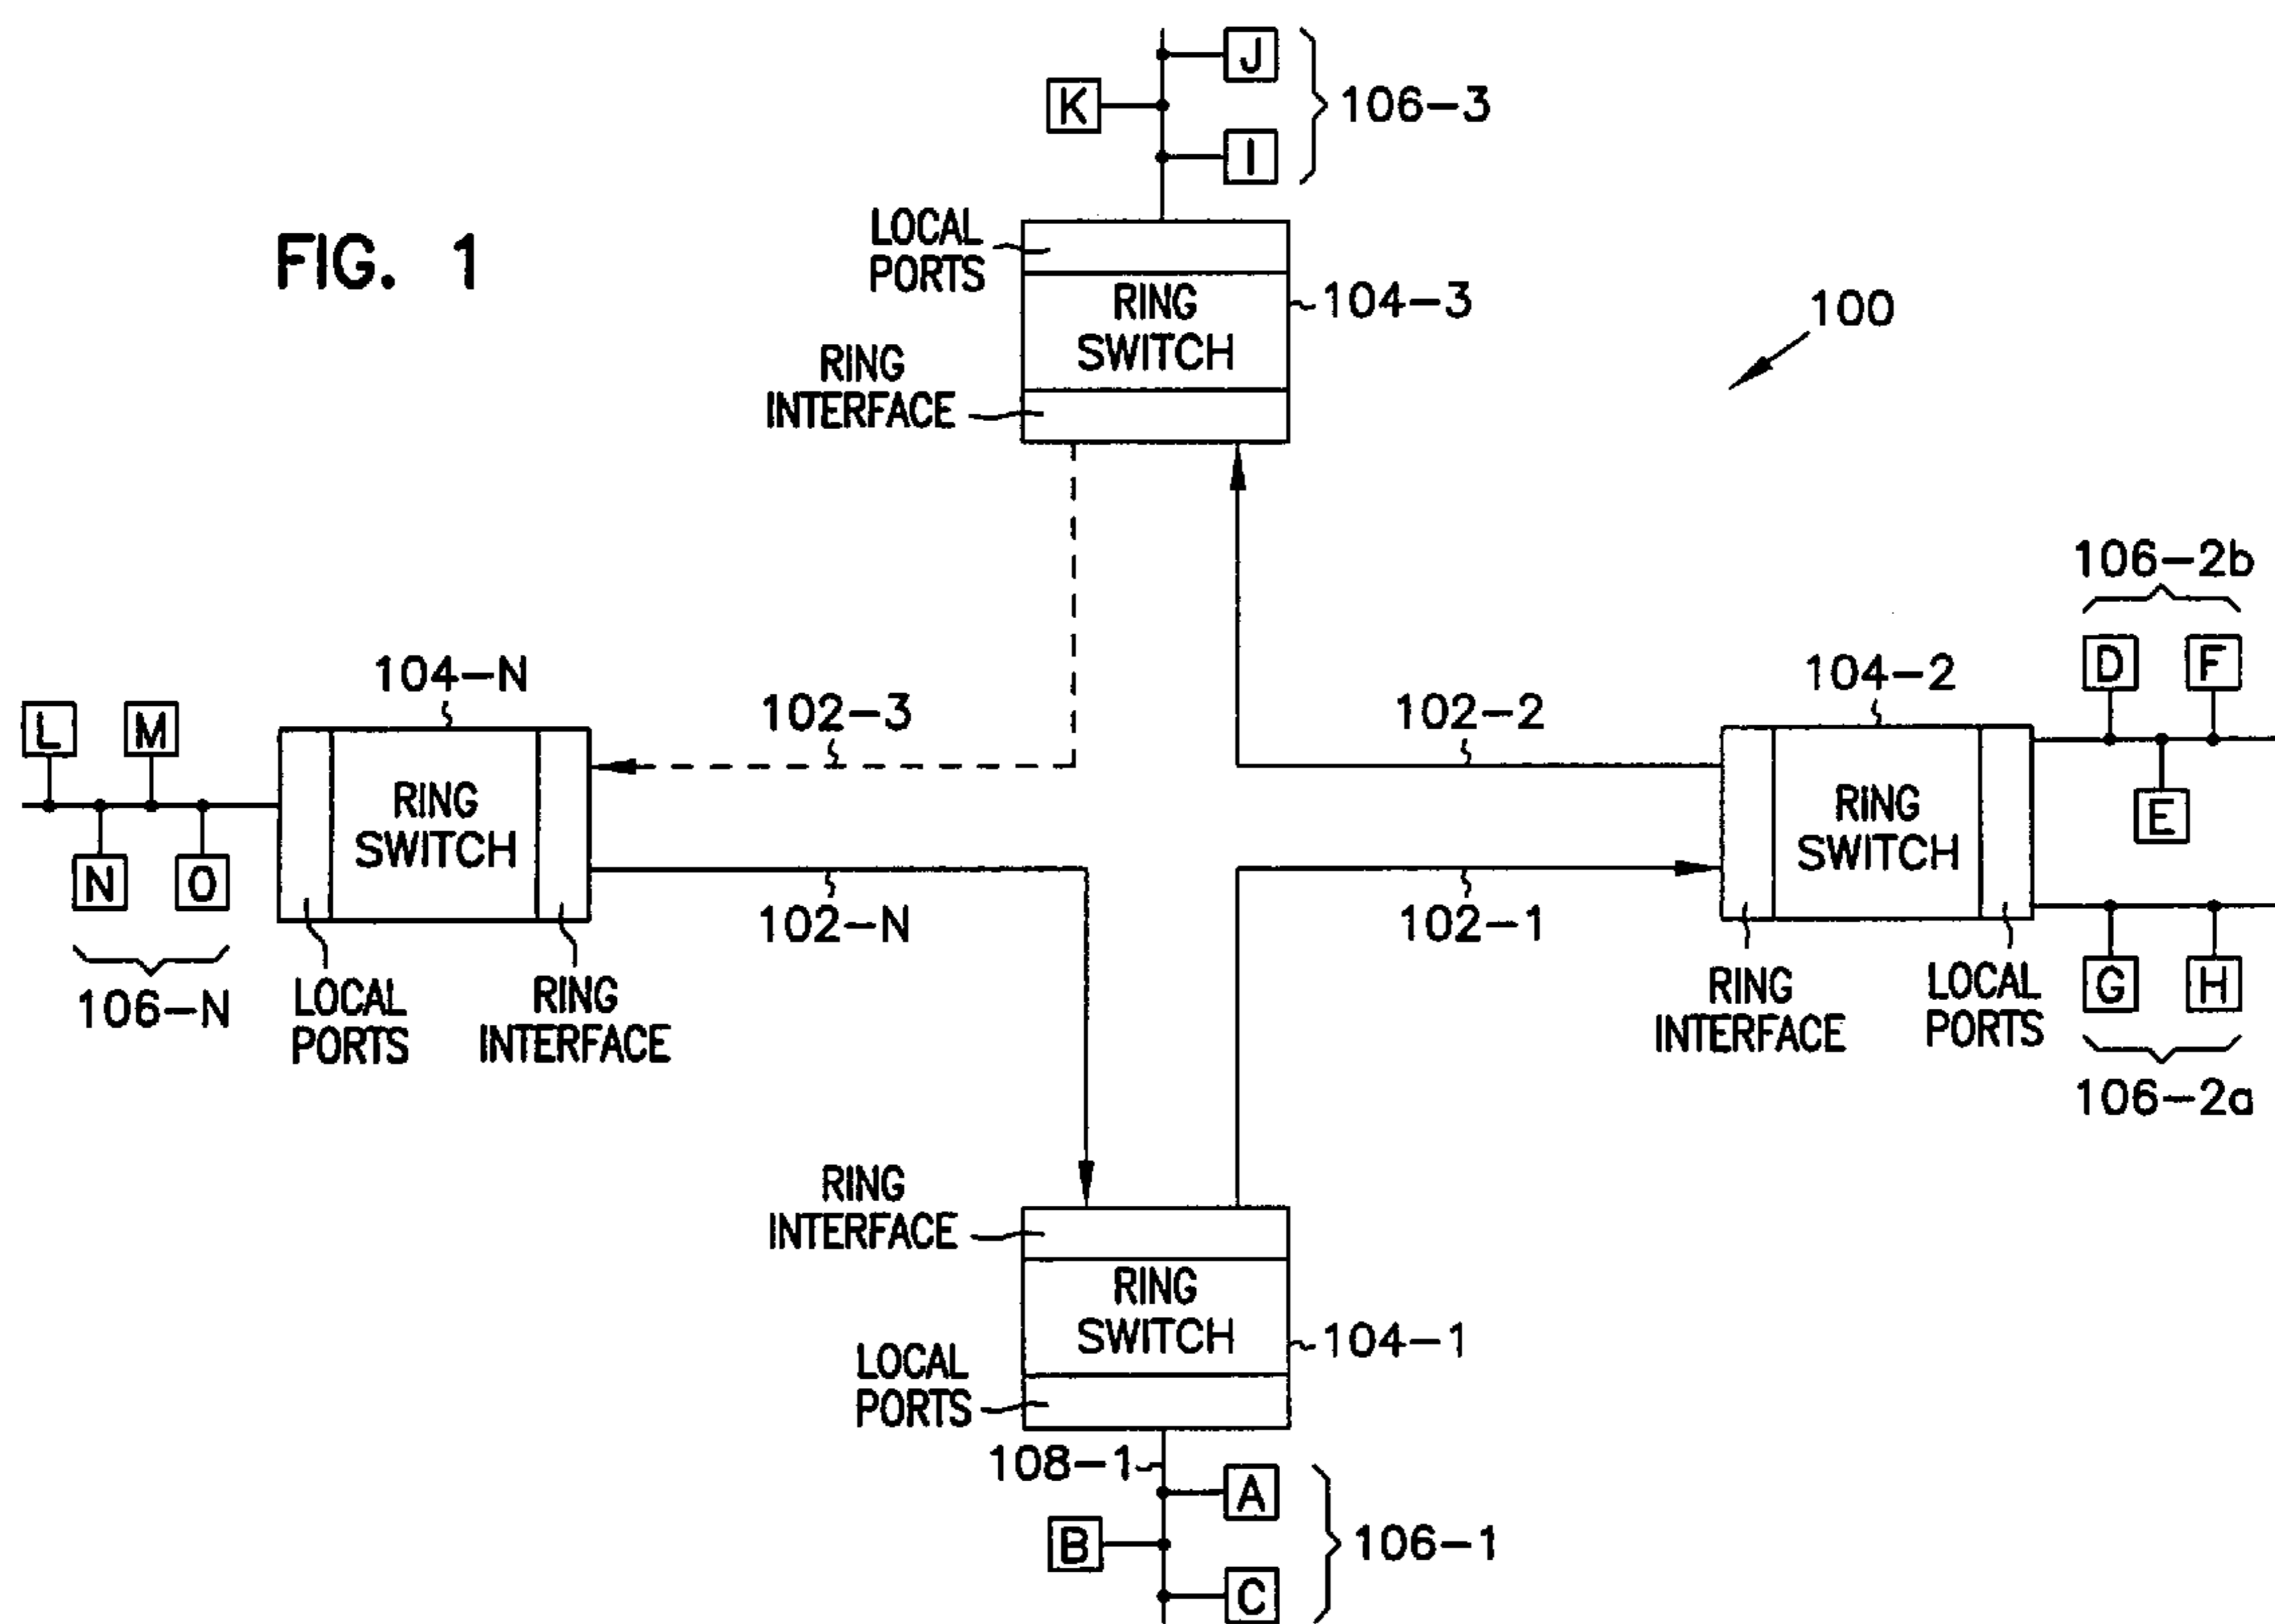 J
K
106-3
I
FIG. 1
LOCAL
PORTS
RING
SWITCH
104-3
100
RING
INTERFACE
106-2b
104-N
102-3
102-2
104-2
D
F
L
M
RING
SWITCH
RING
SWITCH
E
N
O
102-N
102-1
G
H
106-N
LOCAL
PORTS
RING
INTERFACE
RING
INTERFACE
LOCAL
PORTS
106-2a
RING
INTERFACE
RING
SWITCH
104-1
LOCAL
PORTS
108-1
A
B
106-1
C